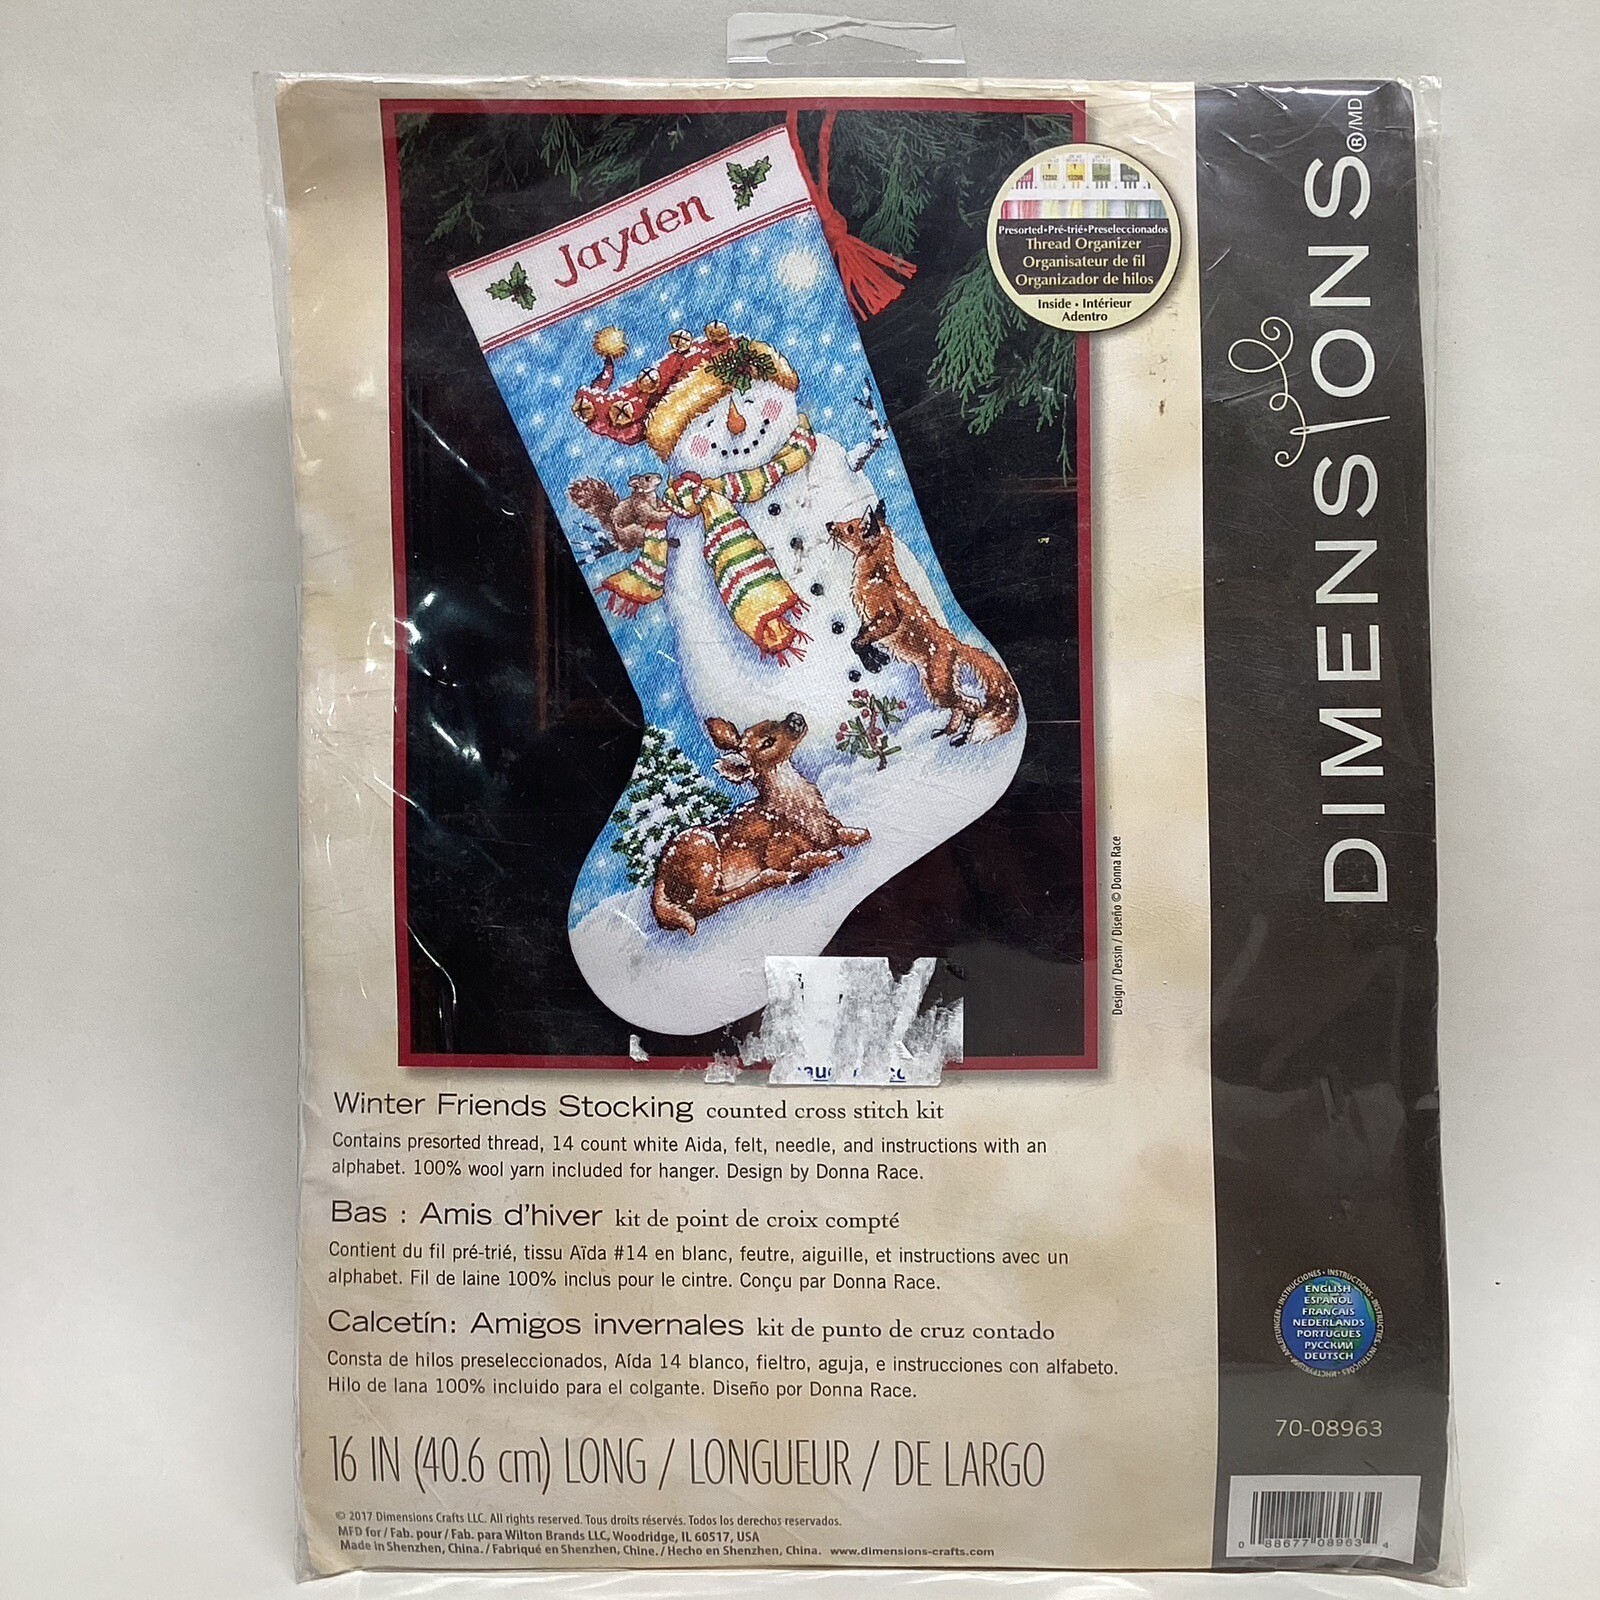 Jayden
Presorted•Pré-trié•Preseleccionados
Thread Organizer
Organisateur de fil
Organizador de hilos
Inside • Intérieur
Adentro
DIMENSIONS®/MD
Design / Dessin / Diseño © Donna Race
Winter Friends Stocking counted cross stitch kit
Contains presorted thread, 14 count white Aida, felt, needle, and instructions with an
alphabet. 100% wool yarn included for hanger. Design by Donna Race.
Bas : Amis d'hiver kit de point de croix compté
Contient du fil pré-trié, tissu Aïda #14 en blanc, feutre, aiguille, et instructions avec un
alphabet. Fil de laine 100% inclus pour le cintre. Conçu par Donna Race.
Calcetín: Amigos invernales kit de punto de cruz contado
Consta de hilos preseleccionados, Aída 14 blanco, fieltro, aguja, e instrucciones con alfabeto.
Hilo de lana 100% incluido para el colgante. Diseño por Donna Race.
16 IN (40.6 cm) LONG / LONGUEUR / DE LARGO
© 2017 Dimensions Crafts LLC. All rights reserved. Tous droits réservés. Todos los derechos reservados.
MFD for / Fab. pour / Fab. para Wilton Brands LLC, Woodridge, IL 60517, USA
Made in Shenzhen, China. / Fabriqué en Shenzhen, Chine. / Hecho en Shenzhen, China. www.dimensions-crafts.com
INSTRUCCIONES • INSTRUCTIONS • INSTRUCTIES • INSTRUÇÕES • ИНСТРУКЦИИ • ANLEITUNGEN •
ENGLISH
ESPAÑOL
FRANÇAIS
NEDERLANDS
PORTUGUES
РУССКИЙ
DEUTSCH
70-08963
0 88677 08963 4